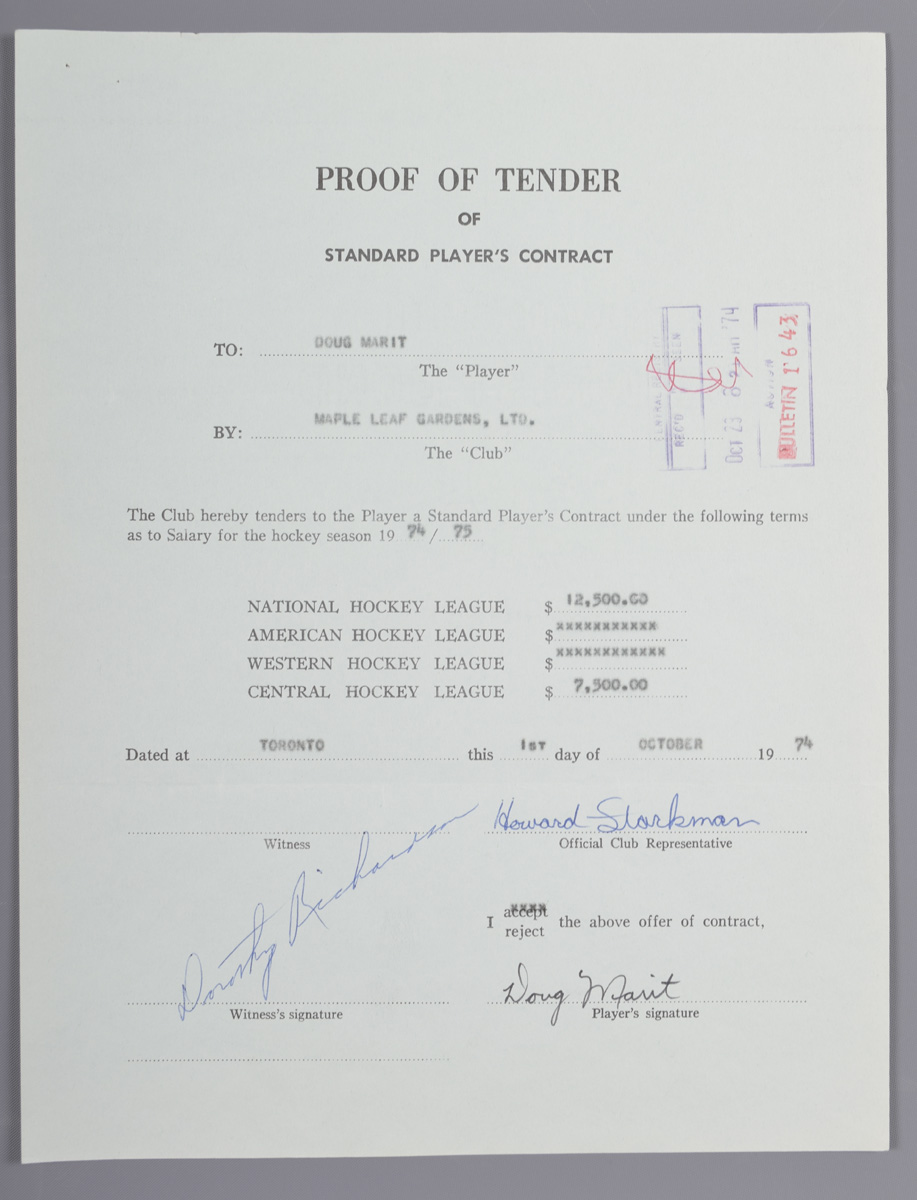 PROOF OF TENDER
OF
STANDARD PLAYER'S CONTRACT
TO: DOUG MARIT
The "Player"
BY: MAPLE LEAF GARDENS, LTD.
The "Club"
REC'D
OCT 23 '74
BULLETIN 1643
The Club hereby tenders to the Player a Standard Player's Contract under the following terms
as to Salary for the hockey season 19 74 / 75
NATIONAL HOCKEY LEAGUE $ 12,500.00
AMERICAN HOCKEY LEAGUE $ xxxxxxxxxxx
WESTERN HOCKEY LEAGUE $ xxxxxxxxxxxx
CENTRAL HOCKEY LEAGUE $ 7,500.00
Dated at TORONTO this 1ST day of OCTOBER 19 74
Howard Starkman
Witness
Official Club Representative
I accept
reject the above offer of contract,
Dorothy Richardson
Doug Marit
Witness's signature
Player's signature